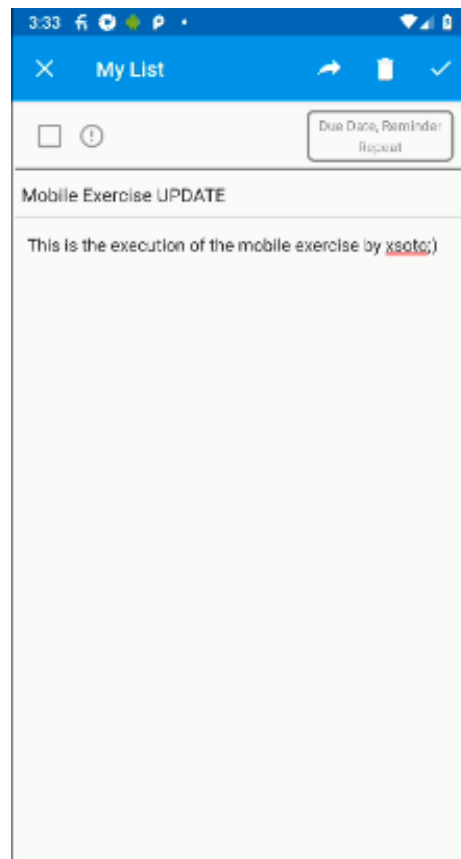 3:33
My List
Due Date, Reminder
Repeat
Mobile Exercise UPDATE
This is the execution of the mobile exercise by xsoto;)